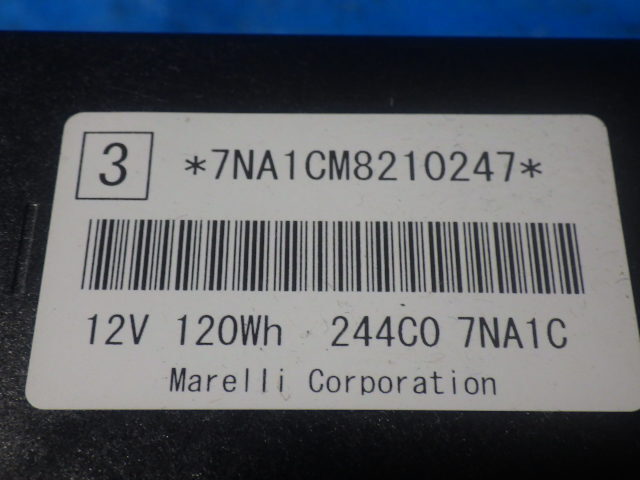 3 *7NA1CM8210247*
12V 120Wh 244C0 7NA1C
Marelli Corporation